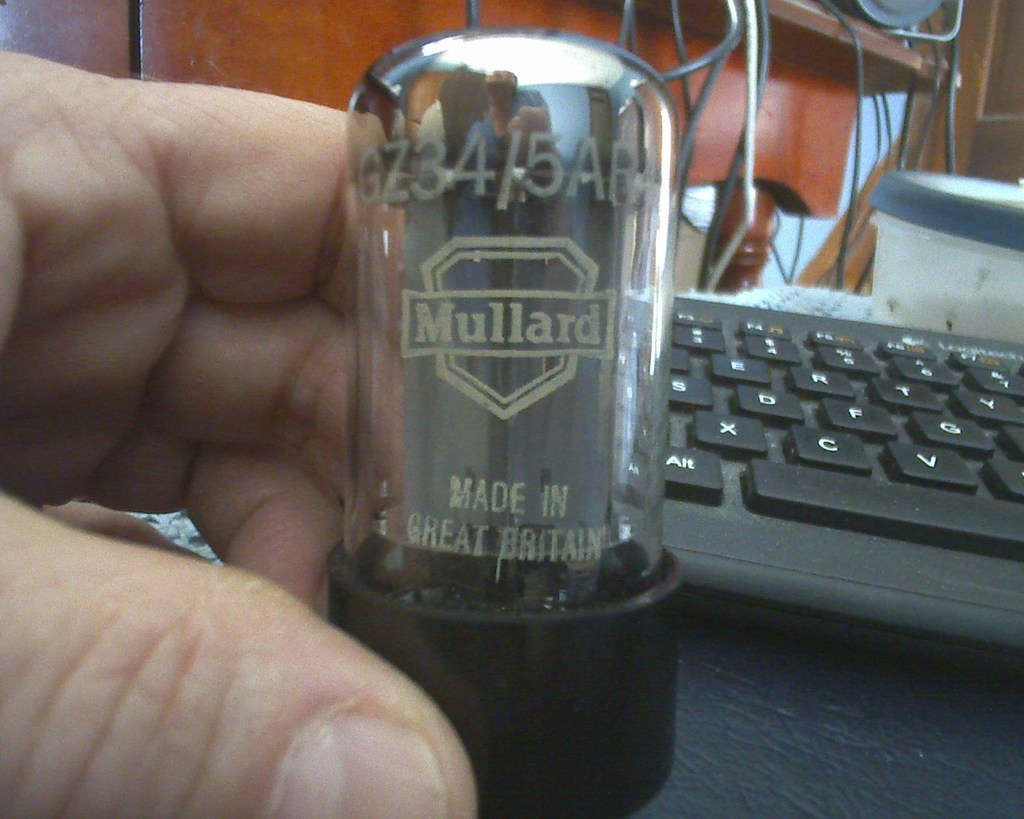 GZ34/5AR
Mullard
MADE IN
GREAT BRITAIN
E R T Y
S D F G
X C V
Alt